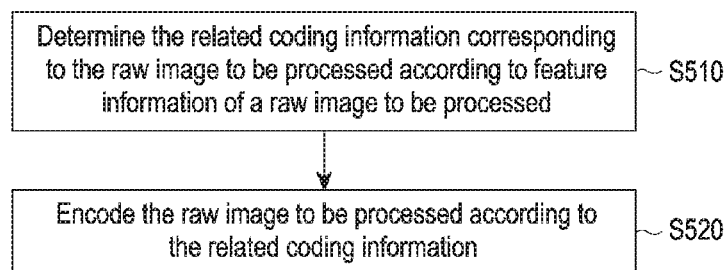 Determine the related coding information corresponding
to the raw image to be processed according to feature
information of a raw image to be processed
S510
Encode the raw image to be processed according to
the related coding information
S520